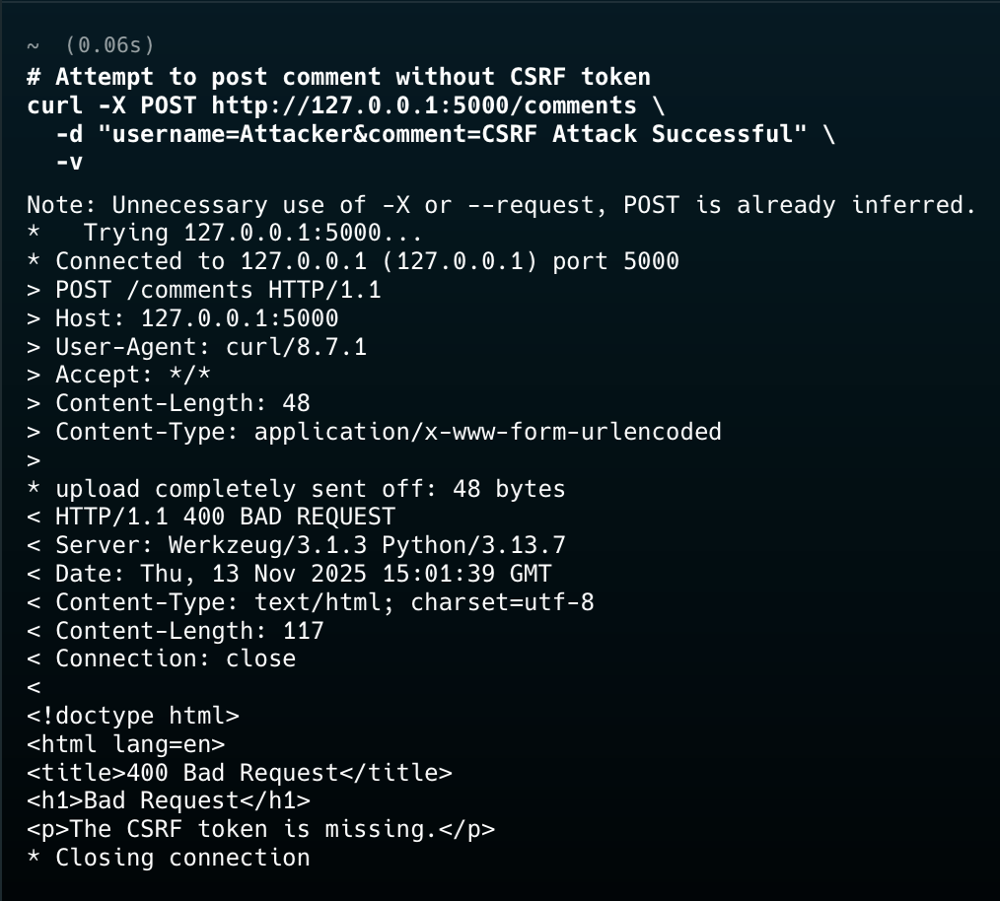 ~ (0.06s)
# Attempt to post comment without CSRF token
curl -X POST http://127.0.0.1:5000/comments \
  -d "username=Attacker&comment=CSRF Attack Successful" \
  -v
Note: Unnecessary use of -X or --request, POST is already inferred.
*   Trying 127.0.0.1:5000...
* Connected to 127.0.0.1 (127.0.0.1) port 5000
> POST /comments HTTP/1.1
> Host: 127.0.0.1:5000
> User-Agent: curl/8.7.1
> Accept: */*
> Content-Length: 48
> Content-Type: application/x-www-form-urlencoded
>
* upload completely sent off: 48 bytes
< HTTP/1.1 400 BAD REQUEST
< Server: Werkzeug/3.1.3 Python/3.13.7
< Date: Thu, 13 Nov 2025 15:01:39 GMT
< Content-Type: text/html; charset=utf-8
< Content-Length: 117
< Connection: close
<
<!doctype html>
<html lang=en>
<title>400 Bad Request</title>
<h1>Bad Request</h1>
<p>The CSRF token is missing.</p>
* Closing connection